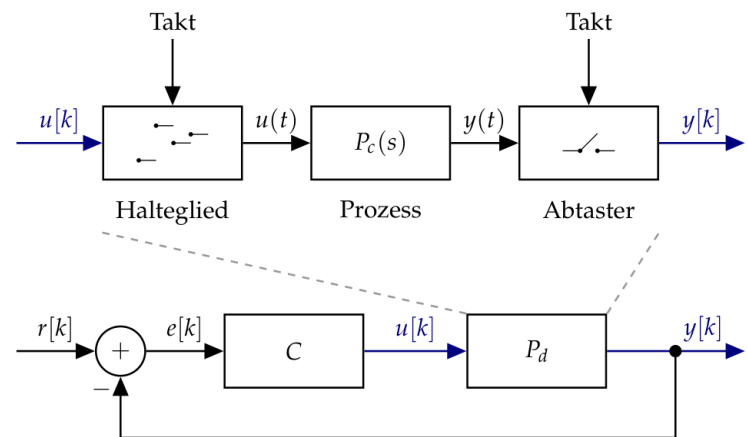 Takt Takt
u[k] u(t) P_c(s) y(t) y[k]
Halteglied Prozess Abtaster
r[k] + e[k] C u[k] P_d y[k]
−